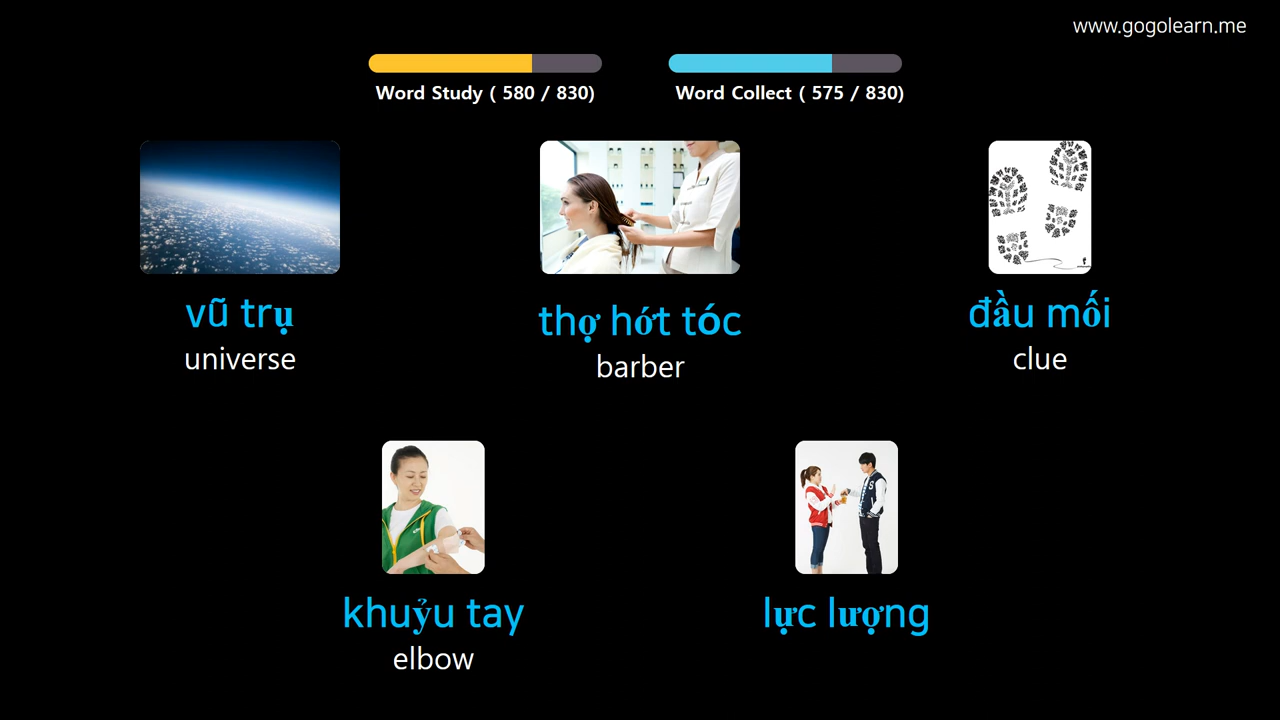 www.gogolearn.me
Word Study ( 580 / 830)
Word Collect ( 575 / 830)
vũ trụ
universe
thợ hớt tóc
barber
đầu mối
clue
khuỷu tay
elbow
lực lượng